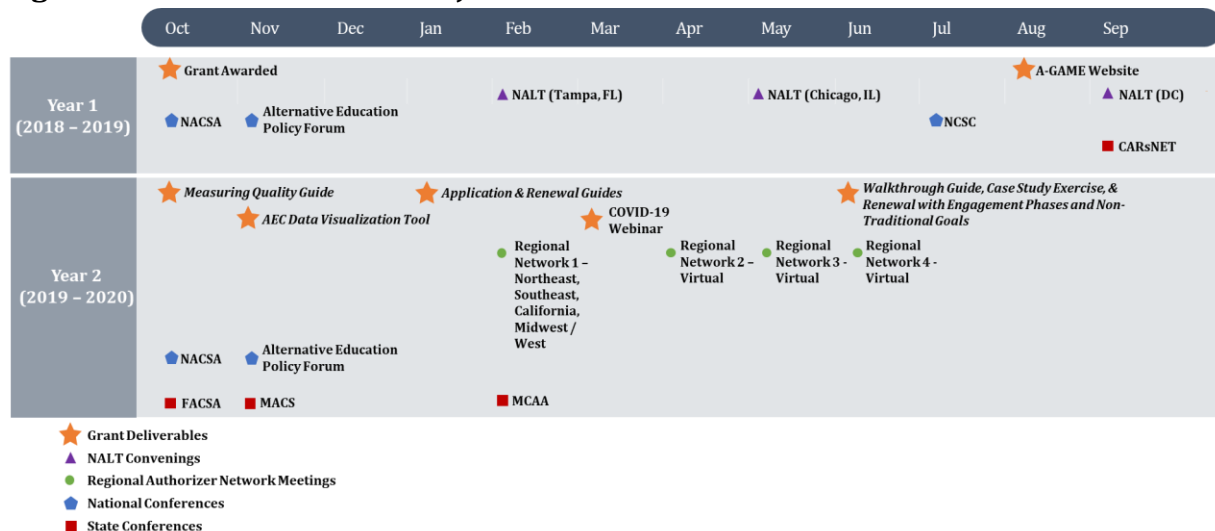 Oct Nov Dec Jan Feb Mar Apr May Jun Jul Aug Sep
Year 1
(2018 – 2019)
Grant Awarded
A-GAME Website
NALT (Tampa, FL)
NALT (Chicago, IL)
NALT (DC)
NACSA
Alternative Education
Policy Forum
NCSC
CARsNET
Year 2
(2019 – 2020)
Measuring Quality Guide
Application & Renewal Guides
Walkthrough Guide, Case Study Exercise, &
Renewal with Engagement Phases and Non-
Traditional Goals
AEC Data Visualization Tool
COVID-19
Webinar
Regional
Network 1 –
Northeast,
Southeast,
California,
Midwest /
West
Regional
Network 2 –
Virtual
Regional
Network 3 -
Virtual
Regional
Network 4 -
Virtual
NACSA
Alternative Education
Policy Forum
FACSA
MACS
MCAA
Grant Deliverables
NALT Convenings
Regional Authorizer Network Meetings
National Conferences
State Conferences